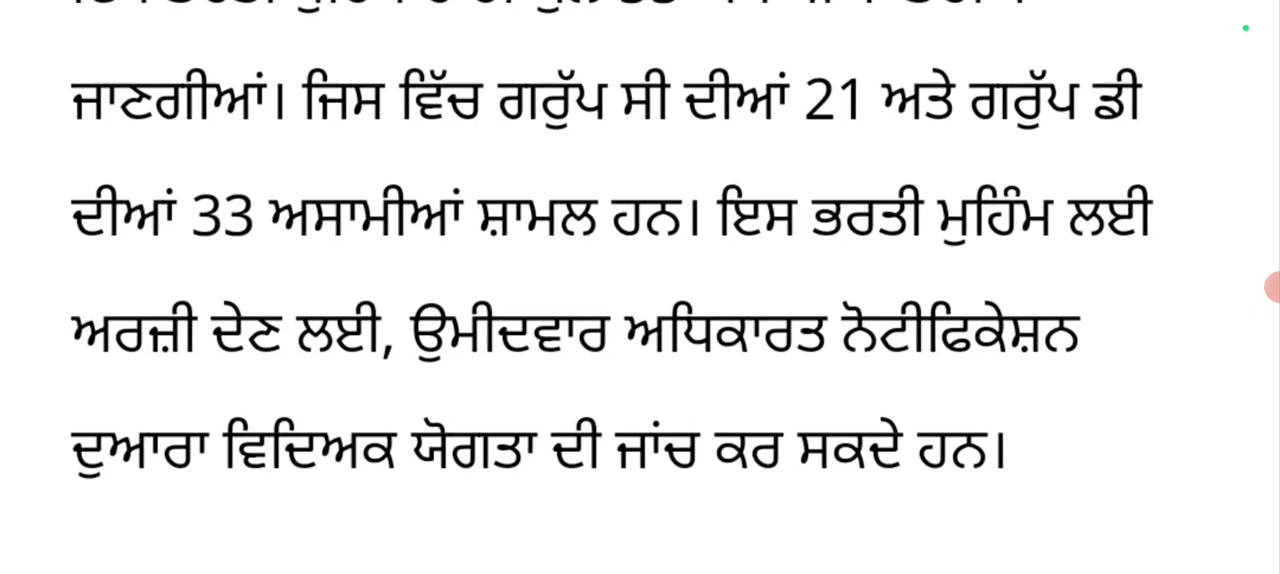 ਜਾਣਗੀਆਂ। ਜਿਸ ਵਿੱਚ ਗਰੁੱਪ ਸੀ ਦੀਆਂ 21 ਅਤੇ ਗਰੁੱਪ ਡੀ
ਦੀਆਂ 33 ਅਸਾਮੀਆਂ ਸ਼ਾਮਲ ਹਨ। ਇਸ ਭਰਤੀ ਮੁਹਿੰਮ ਲਈ
ਅਰਜ਼ੀ ਦੇਣ ਲਈ, ਉਮੀਦਵਾਰ ਅਧਿਕਾਰਤ ਨੋਟੀਫਿਕੇਸ਼ਨ
ਦੁਆਰਾ ਵਿਦਿਅਕ ਯੋਗਤਾ ਦੀ ਜਾਂਚ ਕਰ ਸਕਦੇ ਹਨ।